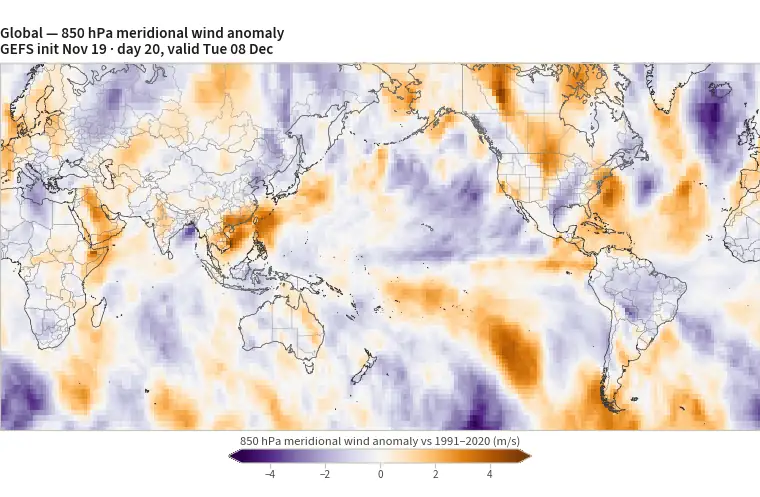 Global — 850 hPa meridional wind anomaly
GEFS init Nov 19 · day 20, valid Tue 08 Dec
850 hPa meridional wind anomaly vs 1991–2020 (m/s)
−4 −2 0 2 4